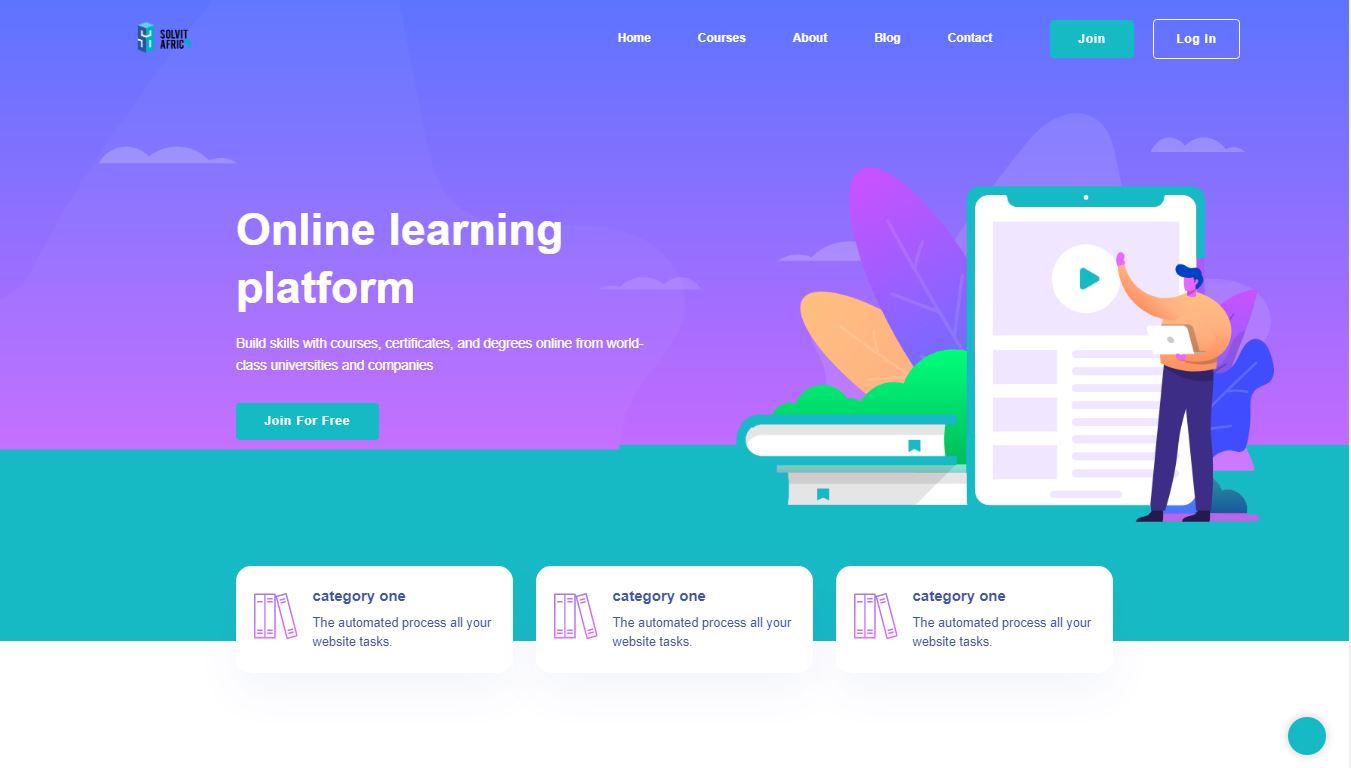 SOLVIT
AFRICA
Home
Courses
About
Blog
Contact
Join
Log In
Online learning
platform
Build skills with courses, certificates, and degrees online from world-
class universities and companies
Join For Free
category one
The automated process all your
website tasks.
category one
The automated process all your
website tasks.
category one
The automated process all your
website tasks.